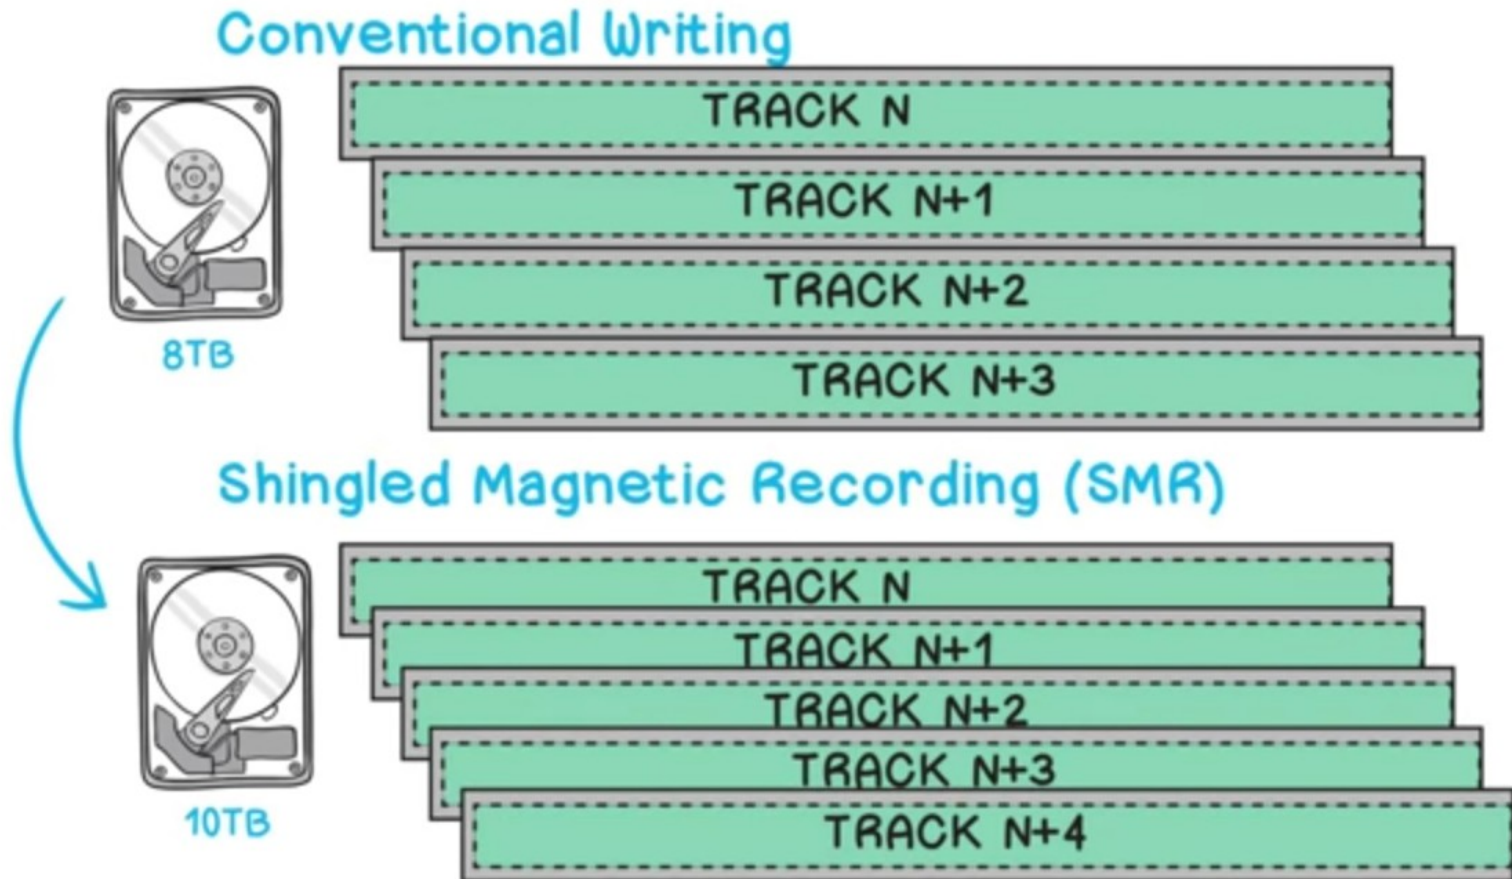 Conventional Writing
TRACK N
TRACK N+1
TRACK N+2
TRACK N+3
8TB
Shingled Magnetic Recording (SMR)
TRACK N
TRACK N+1
TRACK N+2
TRACK N+3
TRACK N+4
10TB